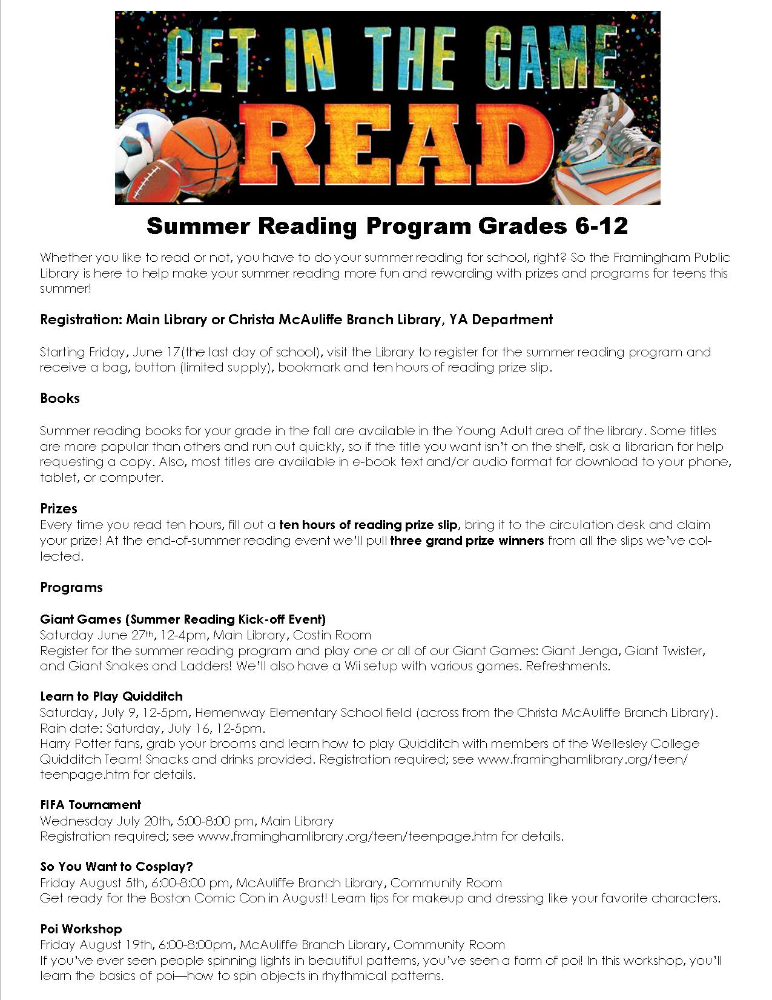 GET IN THE GAME
READ
Summer Reading Program Grades 6-12
Whether you like to read or not, you have to do your summer reading for school, right? So the Framingham Public
Library is here to help make your summer reading more fun and rewarding with prizes and programs for teens this
summer!
Registration: Main Library or Christa McAuliffe Branch Library, YA Department
Starting Friday, June 17(the last day of school), visit the Library to register for the summer reading program and
receive a bag, button (limited supply), bookmark and ten hours of reading prize slip.
Books
Summer reading books for your grade in the fall are available in the Young Adult area of the library. Some titles
are more popular than others and run out quickly, so if the title you want isn't on the shelf, ask a librarian for help
requesting a copy. Also, most titles are available in e-book text and/or audio format for download to your phone,
tablet, or computer.
Prizes
Every time you read ten hours, fill out a ten hours of reading prize slip, bring it to the circulation desk and claim
your prize! At the end-of-summer reading event we'll pull three grand prize winners from all the slips we've col-
lected.
Programs
Giant Games (Summer Reading Kick-off Event)
Saturday June 27th, 12-4pm, Main Library, Costin Room
Register for the summer reading program and play one or all of our Giant Games: Giant Jenga, Giant Twister,
and Giant Snakes and Ladders! We'll also have a Wii setup with various games. Refreshments.
Learn to Play Quidditch
Saturday, July 9, 12-5pm, Hemenway Elementary School field (across from the Christa McAuliffe Branch Library).
Rain date: Saturday, July 16, 12-5pm.
Harry Potter fans, grab your brooms and learn how to play Quidditch with members of the Wellesley College
Quidditch Team! Snacks and drinks provided. Registration required; see www.framinghamlibrary.org/teen/
teenpage.htm for details.
FIFA Tournament
Wednesday July 20th, 5:00-8:00 pm, Main Library
Registration required; see www.framinghamlibrary.org/teen/teenpage.htm for details.
So You Want to Cosplay?
Friday August 5th, 6:00-8:00 pm, McAuliffe Branch Library, Community Room
Get ready for the Boston Comic Con in August! Learn tips for makeup and dressing like your favorite characters.
Poi Workshop
Friday August 19th, 6:00-8:00pm, McAuliffe Branch Library, Community Room
If you've ever seen people spinning lights in beautiful patterns, you've seen a form of poi! In this workshop, you'll
learn the basics of poi—how to spin objects in rhythmical patterns.